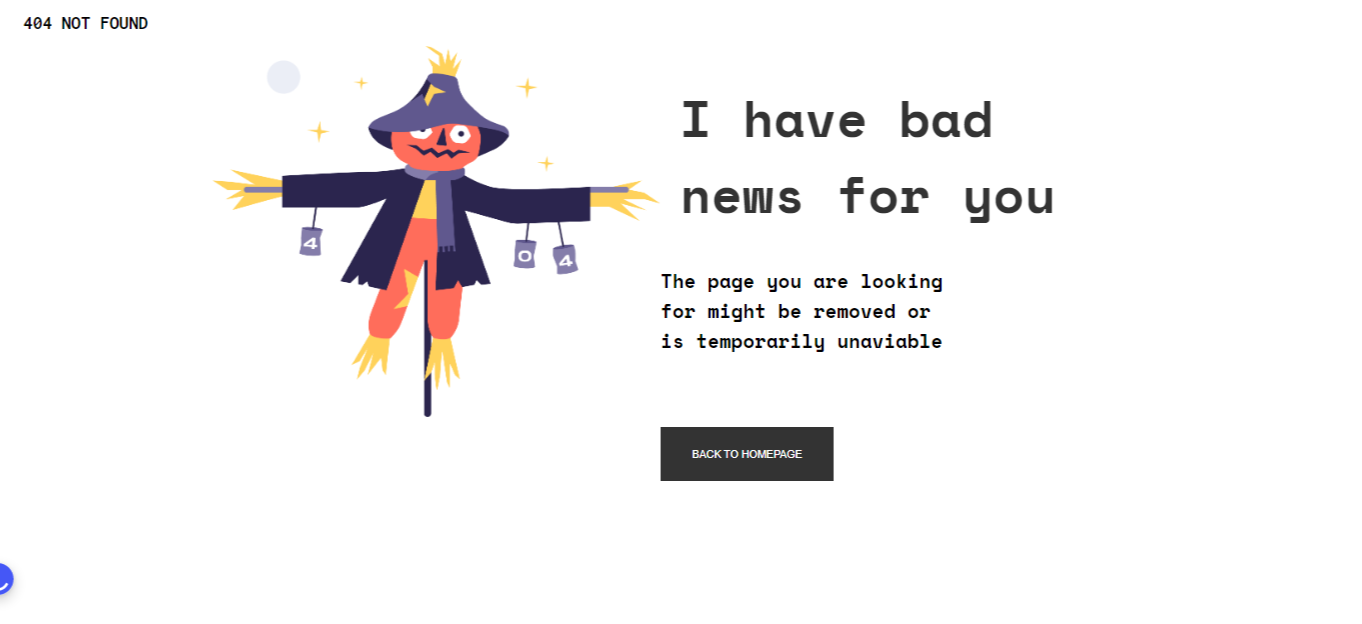 404 NOT FOUND
I have bad
news for you
4
0
4
The page you are looking
for might be removed or
is temporarily unaviable
BACK TO HOMEPAGE